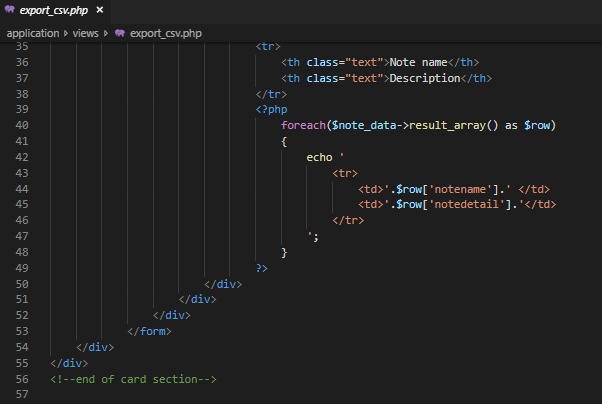 export_csv.php ×
application > views > export_csv.php
35 <tr>
36 <th class="text">Note name</th>
37 <th class="text">Description</th>
38 </tr>
39 <?php
40 foreach($note_data->result_array() as $row)
41 {
42 echo '
43 <tr>
44 <td>'.$row['notename'].' </td>
45 <td>'.$row['notedetail'].'</td>
46 </tr>
47 ';
48 }
49 ?>
50 </div>
51 </div>
52 </div>
53 </form>
54 </div>
55 </div>
56 <!--end of card section-->
57